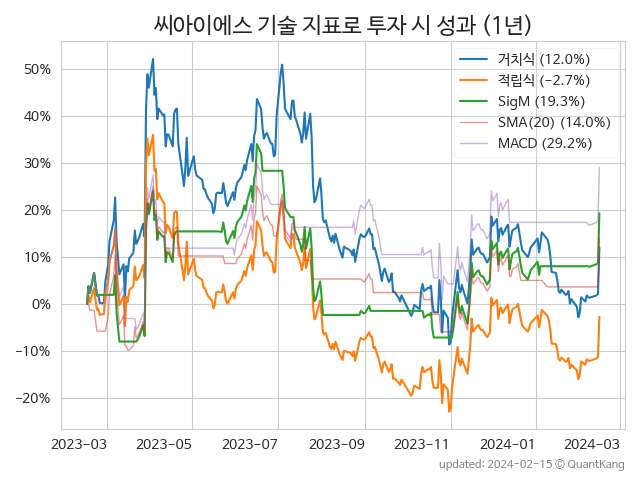 씨아이에스 기술 지표로 투자 시 성과 (1년)
거치식 (12.0%)
적립식 (−2.7%)
SigM (19.3%)
SMA(20) (14.0%)
MACD (29.2%)
50%
40%
30%
20%
10%
0%
−10%
−20%
2023-03
2023-05
2023-07
2023-09
2023-11
2024-01
2024-03
updated: 2024-02-15 © QuantKang